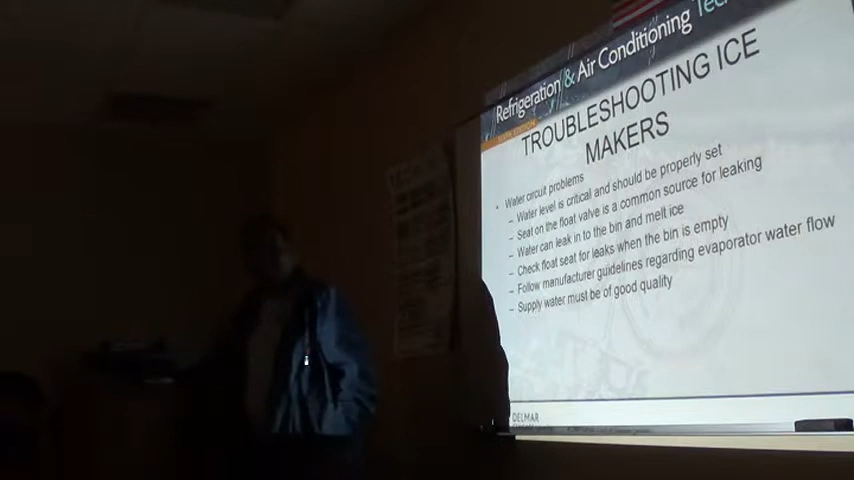 Refrigeration & Air Conditioning Tec
TROUBLESHOOTING ICE
MAKERS
• Water circuit problems
– Water level is critical and should be properly set
– Seat on the float valve is a common source for leaking
– Water can leak in to the bin and melt ice
– Check float seat for leaks when the bin is empty
– Follow manufacturer guidelines regarding evaporator water flow
– Supply water must be of good quality
DELMAR